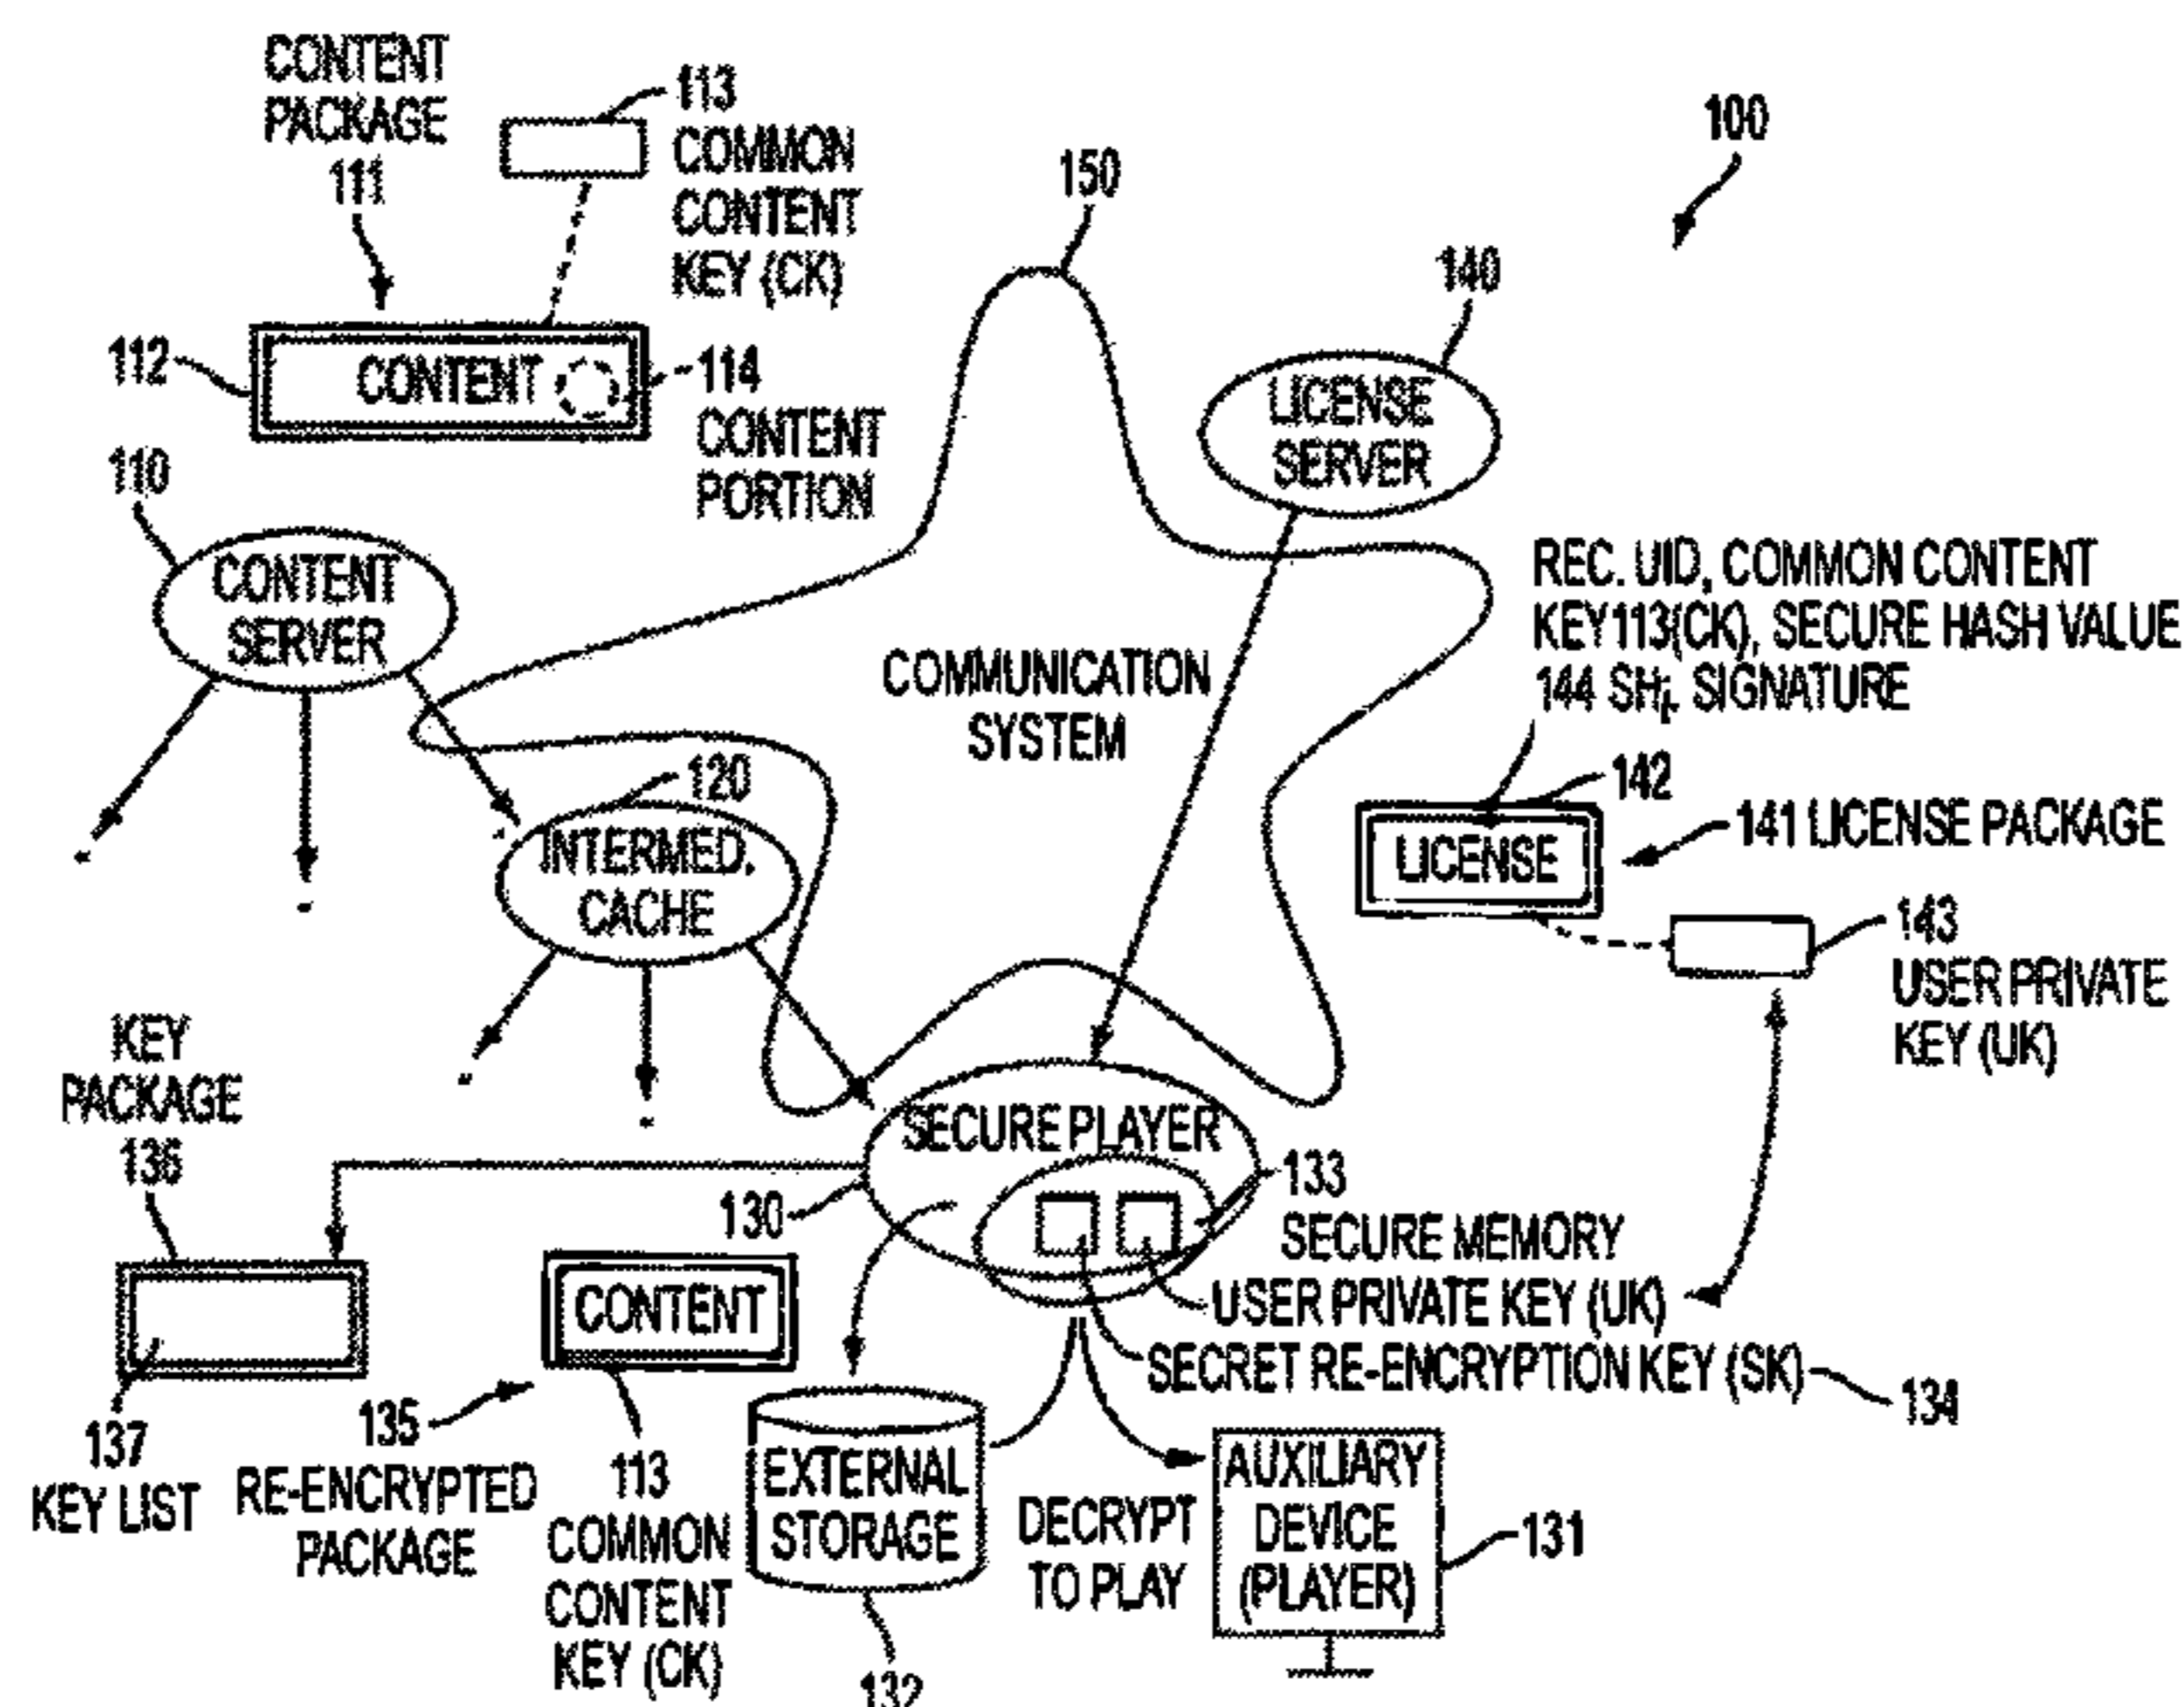 CONTENT
PACKAGE
111
113
COMMON
CONTENT
KEY (CK)
150
100
140
112
CONTENT
114
CONTENT
PORTION
LICENSE
SERVER
110
CONTENT
SERVER
REC. UID, COMMON CONTENT
KEY113(CK), SECURE HASH VALUE
144 SHi, SIGNATURE
COMMUNICATION
SYSTEM
120
INTERMED.
CACHE
142
LICENSE
141 LICENSE PACKAGE
143
USER PRIVATE
KEY (UK)
KEY
PACKAGE
136
SECURE PLAYER
130
133
SECURE MEMORY
USER PRIVATE KEY (UK)
SECRET RE-ENCRYPTION KEY (SK)
134
CONTENT
137
KEY LIST
135
RE-ENCRYPTED
PACKAGE
113
COMMON
CONTENT
KEY (CK)
EXTERNAL
STORAGE
132
DECRYPT
TO PLAY
AUXILIARY
DEVICE
(PLAYER)
131